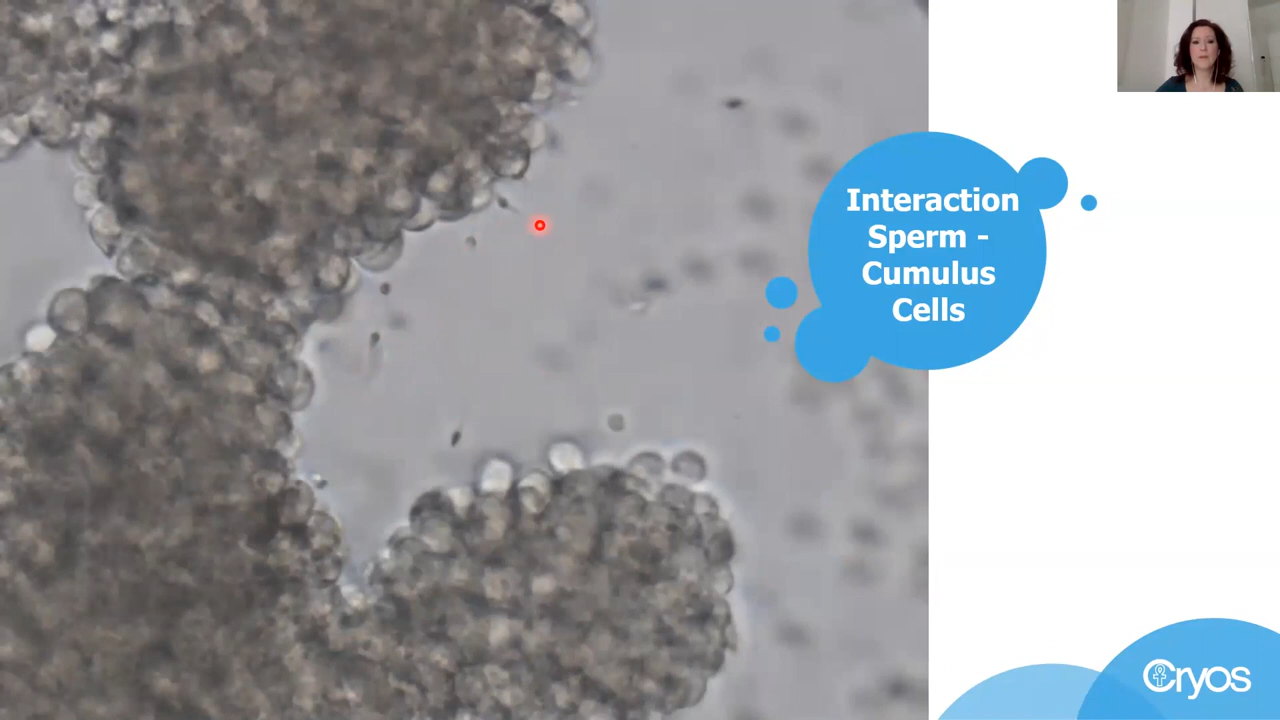 Interaction
Sperm -
Cumulus
Cells
Cryos